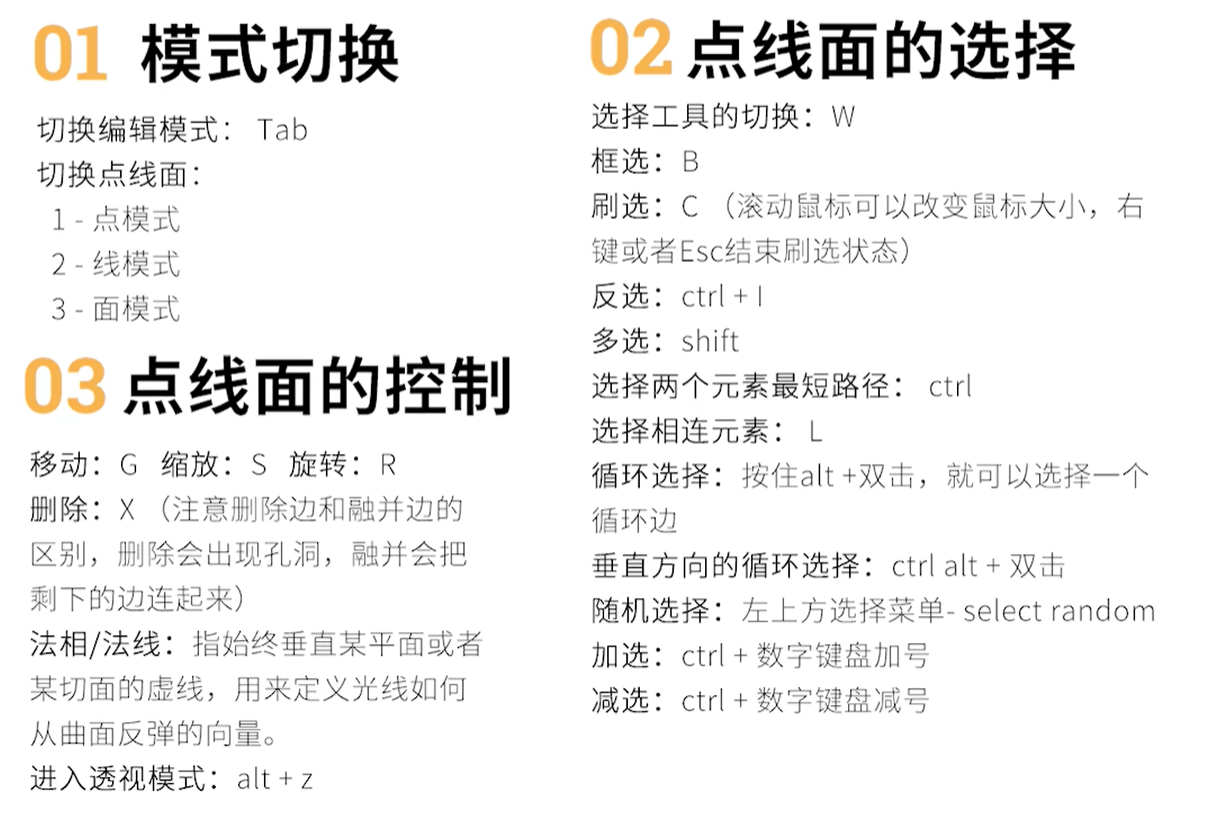 01 模式切换
切换编辑模式： Tab
切换点线面：
1 - 点模式
2 - 线模式
3 - 面模式
02 点线面的选择
选择工具的切换：W
框选：B
刷选：C （滚动鼠标可以改变鼠标大小，右
键或者Esc结束刷选状态）
反选：ctrl + I
多选：shift
选择两个元素最短路径： ctrl
选择相连元素： L
循环选择：按住alt +双击，就可以选择一个
循环边
垂直方向的循环选择：ctrl alt + 双击
随机选择：左上方选择菜单- select random
加选：ctrl + 数字键盘加号
减选：ctrl + 数字键盘减号
03 点线面的控制
移动：G 缩放：S 旋转：R
删除：X （注意删除边和融并边的
区别，删除会出现孔洞，融并会把
剩下的边连起来）
法相/法线：指始终垂直某平面或者
某切面的虚线，用来定义光线如何
从曲面反弹的向量。
进入透视模式：alt + z